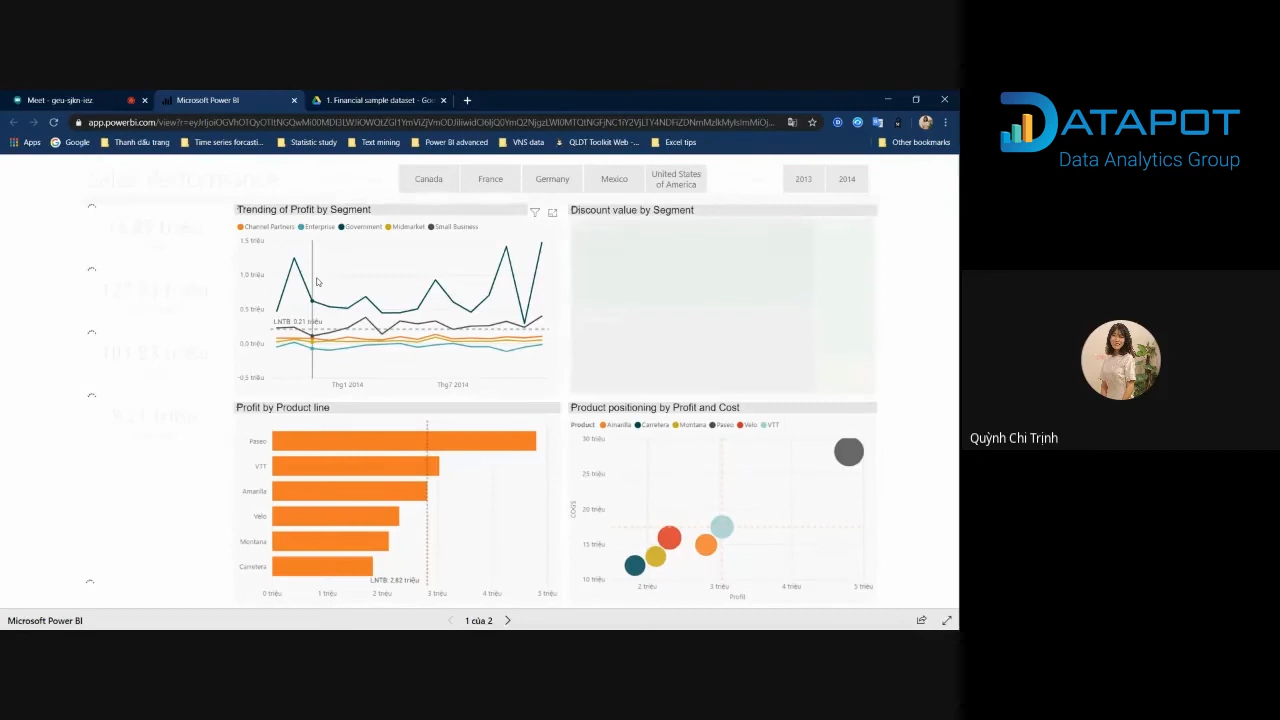 Meet - geu-sjkn-iez
Microsoft Power BI
1. Financial sample dataset - Goo
Apps
Google
Thanh dấu trang
Time series forcasti...
Statistic study
Text mining
Power BI advanced
VNS data
QLDT Toolkit Web -...
Excel tips
Other bookmarks
DATAPOT
Data Analytics Group
Sales Performance
Canada
France
Germany
Mexico
United States
of America
2013
2014
Trending of Profit by Segment
Channel Partners
Enterprise
Government
Midmarket
Small Business
1,5 triệu
1,0 triệu
0,5 triệu
0,0 triệu
-0,5 triệu
LNTB: 0.21 triệu
Thg1 2014
Thg7 2014
Discount value by Segment
Profit by Product line
Paseo
VTT
Amarilla
Velo
Montana
Carretera
LNTB: 2.82 triệu
0 triệu
1 triệu
2 triệu
3 triệu
4 triệu
5 triệu
Product positioning by Profit and Cost
Product
Amarilla
Carretera
Montana
Paseo
Velo
VTT
30 triệu
25 triệu
20 triệu
15 triệu
10 triệu
COGS
2 triệu
3 triệu
4 triệu
5 triệu
Profit
Quỳnh Chi Trịnh
Microsoft Power BI
1 của 2